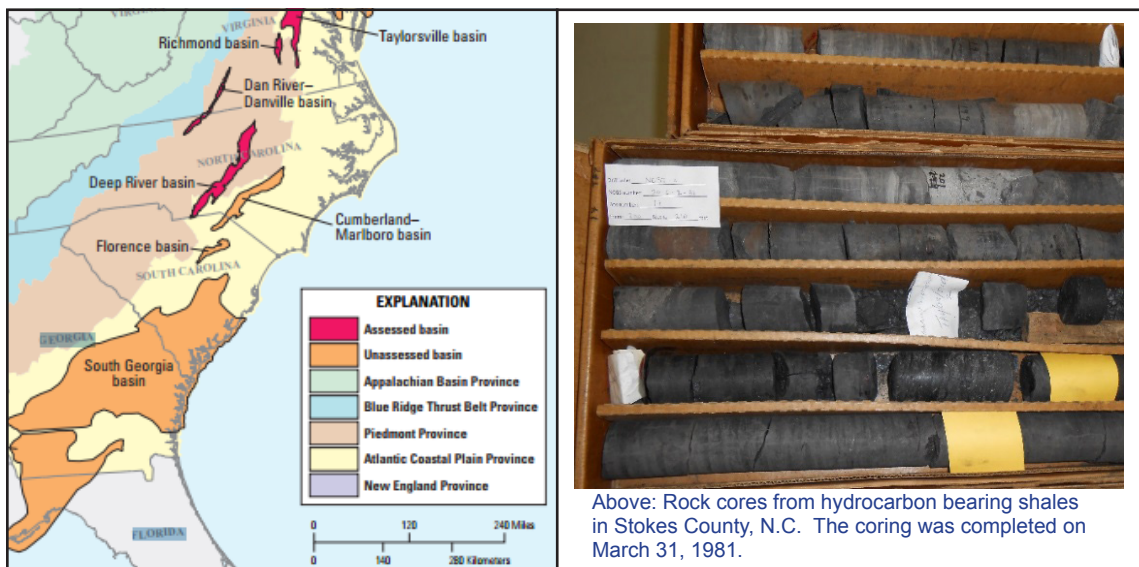 VIRGINIA
Richmond basin
Taylorsville basin
Dan River–
Danville basin
NORTH CAROLINA
Deep River basin
Cumberland–
Marlboro basin
Florence basin
SOUTH CAROLINA
GEORGIA
South Georgia
basin
FLORIDA
EXPLANATION
Assessed basin
Unassessed basin
Appalachian Basin Province
Blue Ridge Thrust Belt Province
Piedmont Province
Atlantic Coastal Plain Province
New England Province
0 120 240 Miles
0 140 280 Kilometers
Above: Rock cores from hydrocarbon bearing shales
in Stokes County, N.C. The coring was completed on
March 31, 1981.